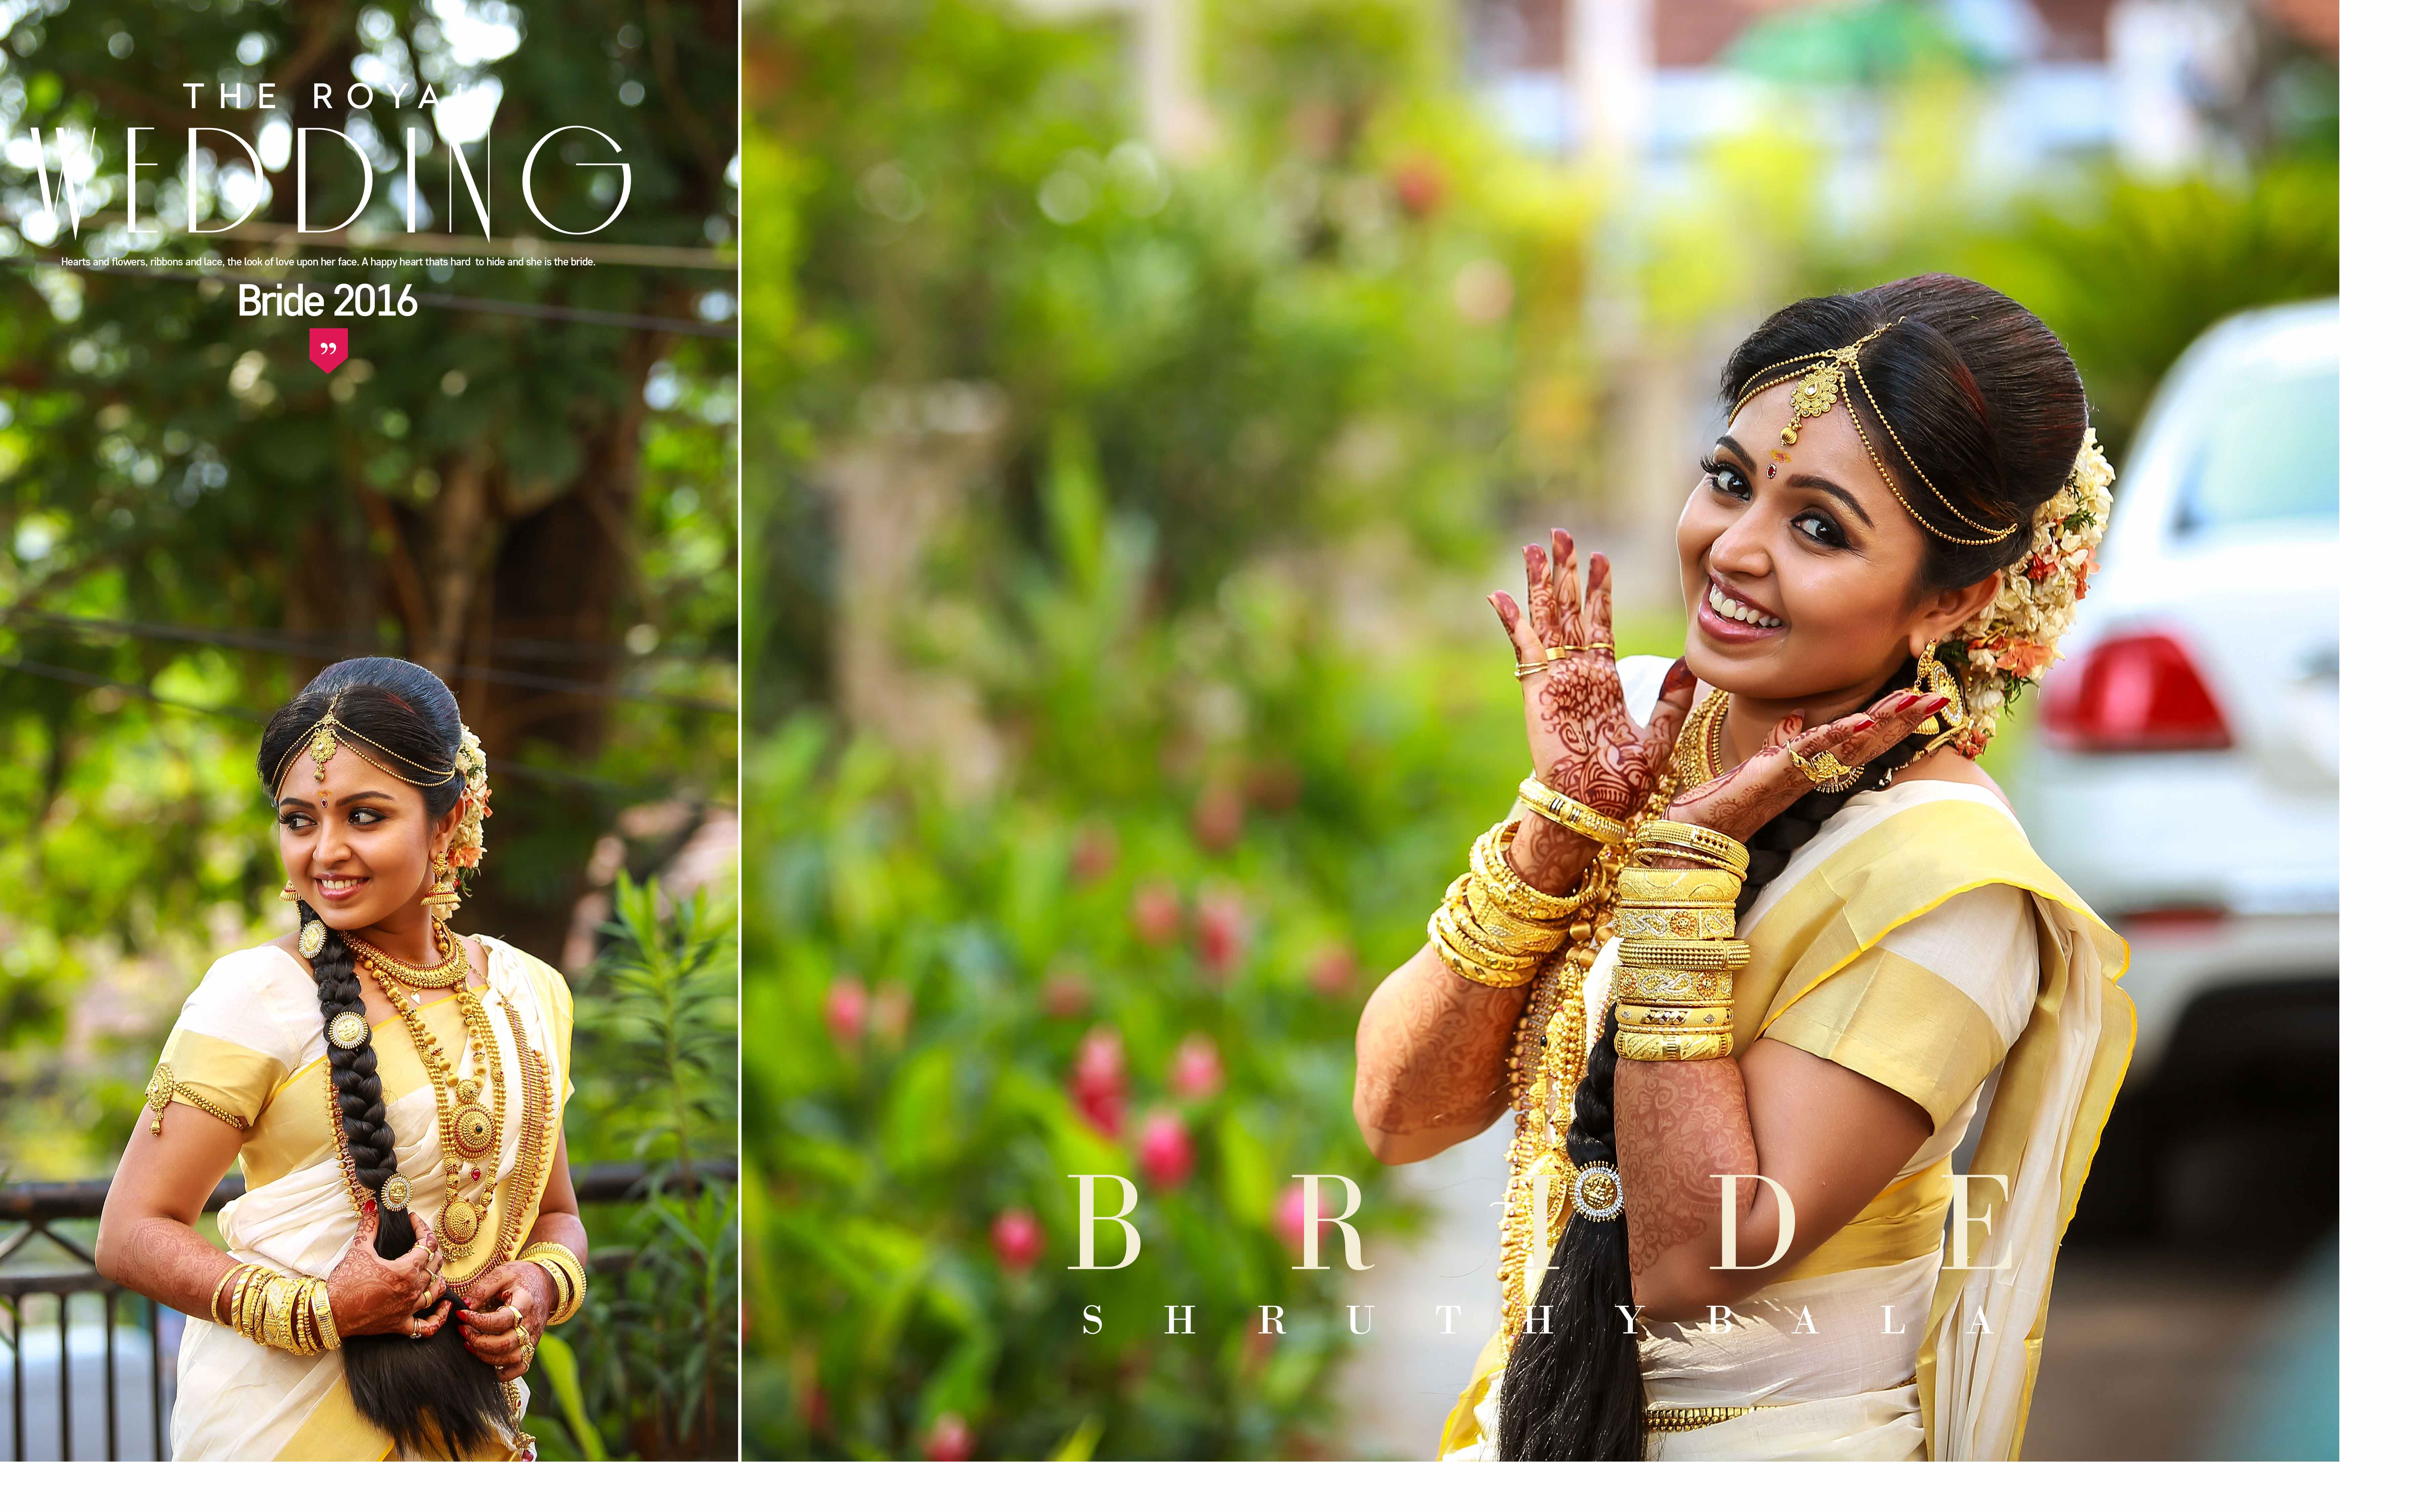 THE ROYAL
WEDDING
Hearts and flowers, ribbons and lace, the look of love upon her face. A happy heart thats hard to hide and she is the bride.
Bride 2016
”
BRIDE
SHRUTHYBALA